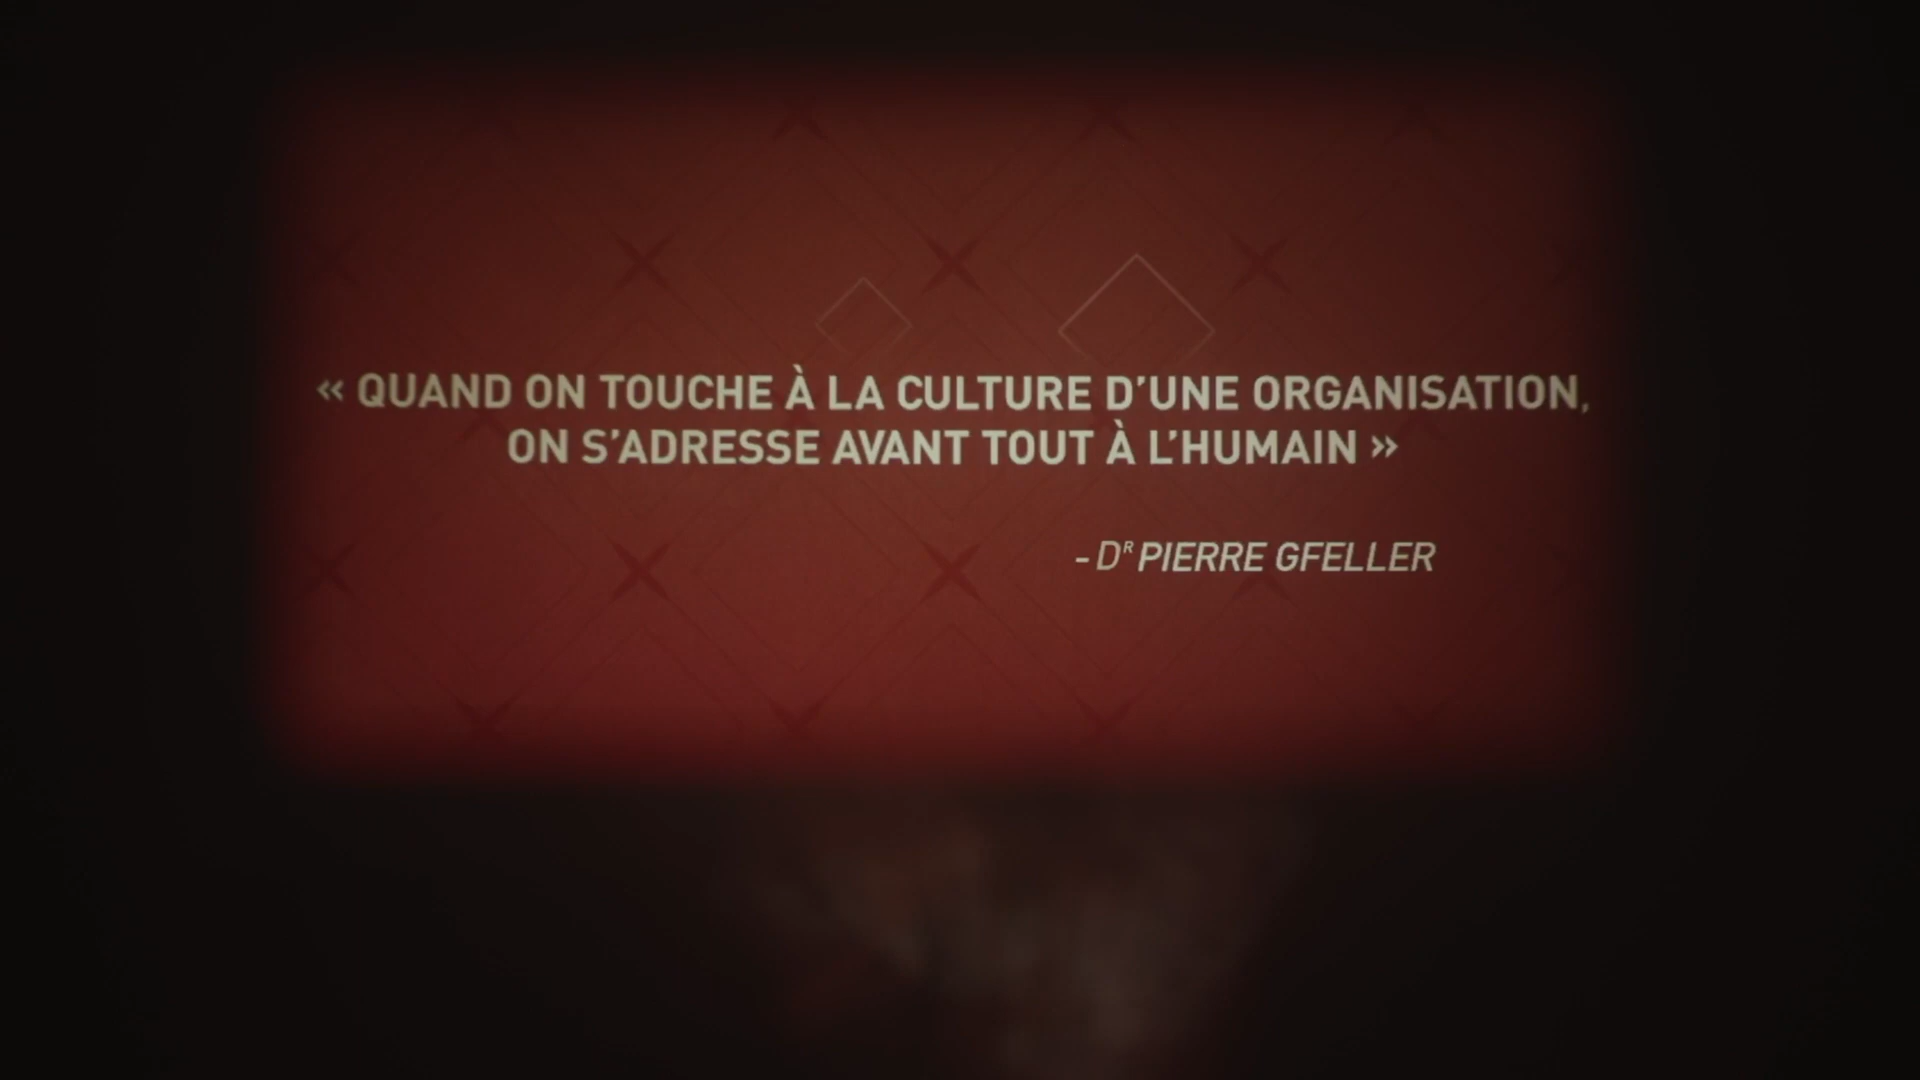 « QUAND ON TOUCHE À LA CULTURE D’UNE ORGANISATION,
ON S’ADRESSE AVANT TOUT À L’HUMAIN »
- DR PIERRE GFELLER